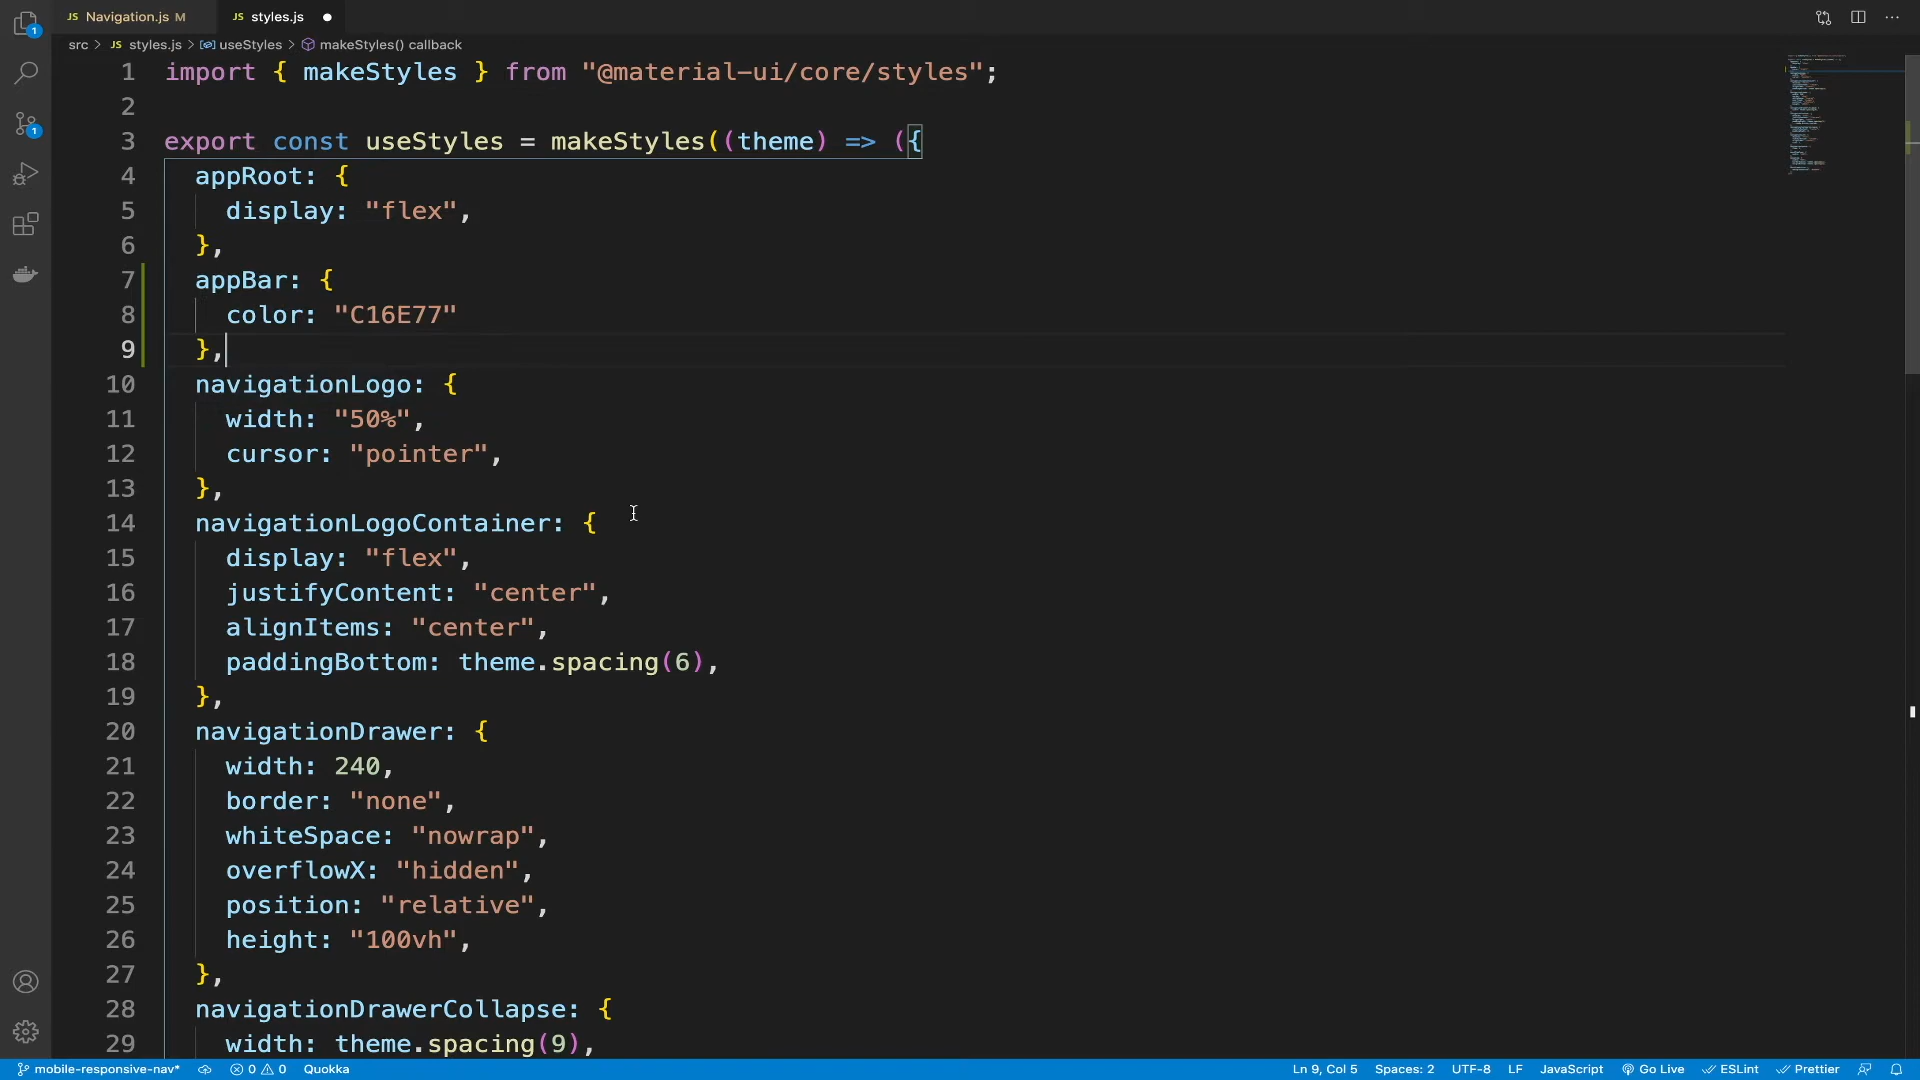 JS Navigation.js M JS styles.js ●
src > JS styles.js > useStyles > makeStyles() callback
1 import { makeStyles } from "@material-ui/core/styles";
2
3 export const useStyles = makeStyles((theme) => ({
4 appRoot: {
5 display: "flex",
6 },
7 appBar: {
8 color: "C16E77"
9 },
10 navigationLogo: {
11 width: "50%",
12 cursor: "pointer",
13 },
14 navigationLogoContainer: {
15 display: "flex",
16 justifyContent: "center",
17 alignItems: "center",
18 paddingBottom: theme.spacing(6),
19 },
20 navigationDrawer: {
21 width: 240,
22 border: "none",
23 whiteSpace: "nowrap",
24 overflowX: "hidden",
25 position: "relative",
26 height: "100vh",
27 },
28 navigationDrawerCollapse: {
29 width: theme.spacing(9),
1
1
mobile-responsive-nav* 0 0 Quokka Ln 9, Col 5 Spaces: 2 UTF-8 LF JavaScript Go Live ESLint Prettier